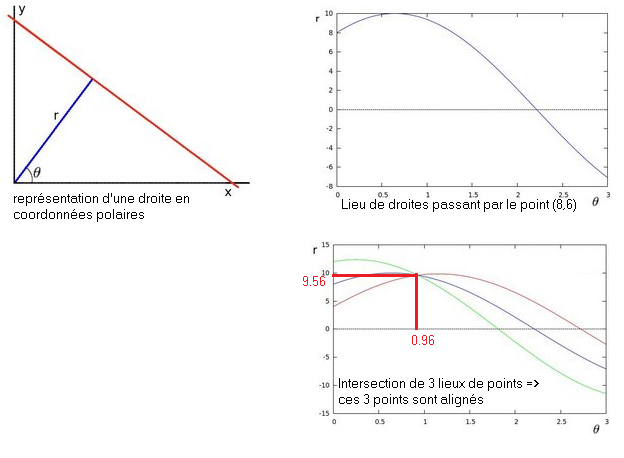 y
r
θ
x
représentation d'une droite en
coordonnées polaires
r
10
8
6
4
2
0
-2
-4
-6
-8
0 0.5 1 1.5 2 2.5 3
θ
Lieu de droites passant par le point (8,6)
r
15
10
9.56
5
0
0.96
-5
-10
-15
Intersection de 3 lieux de points =>
ces 3 points sont alignés
0 0.5 1 1.5 2 2.5 3
θ